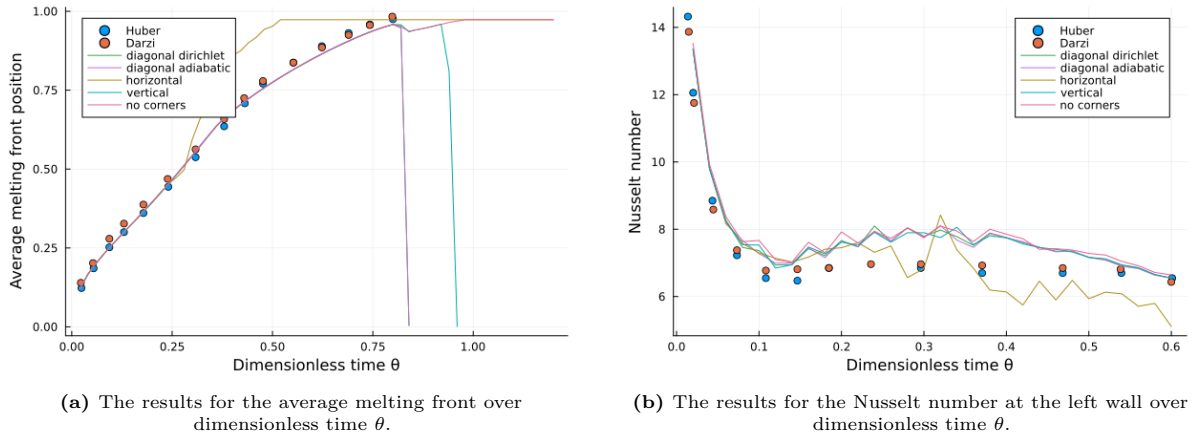 1.00
0.75
0.50
0.25
0.00
Average melting front position
Huber
Darzi
diagonal dirichlet
diagonal adiabatic
horizontal
vertical
no corners
0.00
0.25
0.50
0.75
1.00
Dimensionless time θ
(a) The results for the average melting front over
dimensionless time θ.
14
12
10
8
6
Nusselt number
Huber
Darzi
diagonal dirichlet
diagonal adiabatic
horizontal
vertical
no corners
0.0
0.1
0.2
0.3
0.4
0.5
0.6
Dimensionless time θ
(b) The results for the Nusselt number at the left wall over
dimensionless time θ.